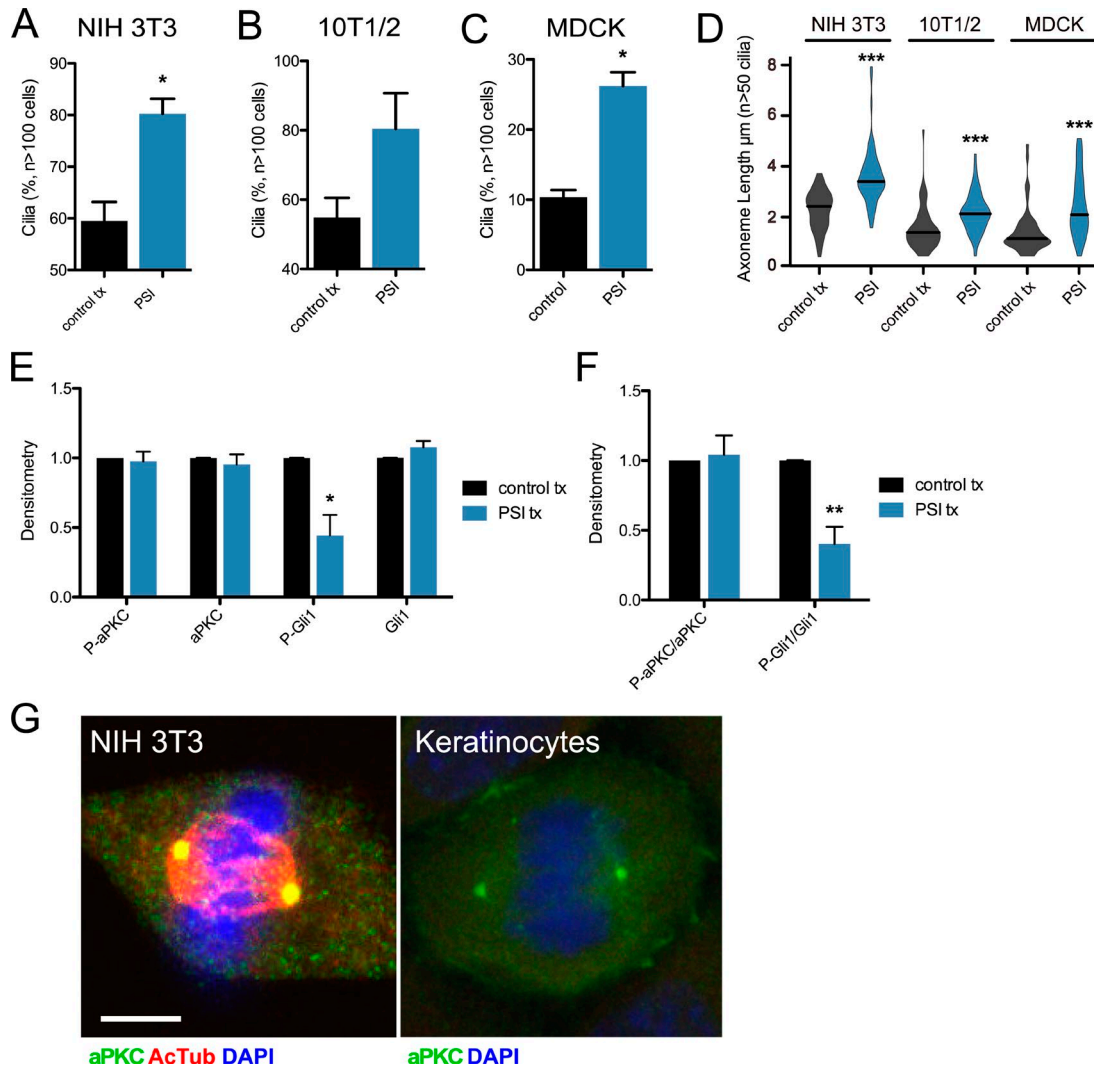 A
NIH 3T3
Cilia (%, n>100 cells)
90
80
70
60
50
*
control tx
PSI
B
10T1/2
Cilia (%, n>100 cells)
100
80
60
40
control tx
PSI
C
MDCK
Cilia (%, n>100 cells)
30
20
10
0
*
control
PSI
D
NIH 3T3 10T1/2 MDCK
Axoneme Length µm (n>50 cilia)
8
6
4
2
0
*** *** ***
control tx PSI control tx PSI control tx PSI
E
Densitometry
1.5
1.0
0.5
0.0
*
P-aPKC aPKC P-Gli1 Gli1
control tx
PSI tx
F
Densitometry
1.5
1.0
0.5
0.0
**
P-aPKC/aPKC P-Gli1/Gli1
control tx
PSI tx
G
NIH 3T3
Keratinocytes
aPKC AcTub DAPI
aPKC DAPI